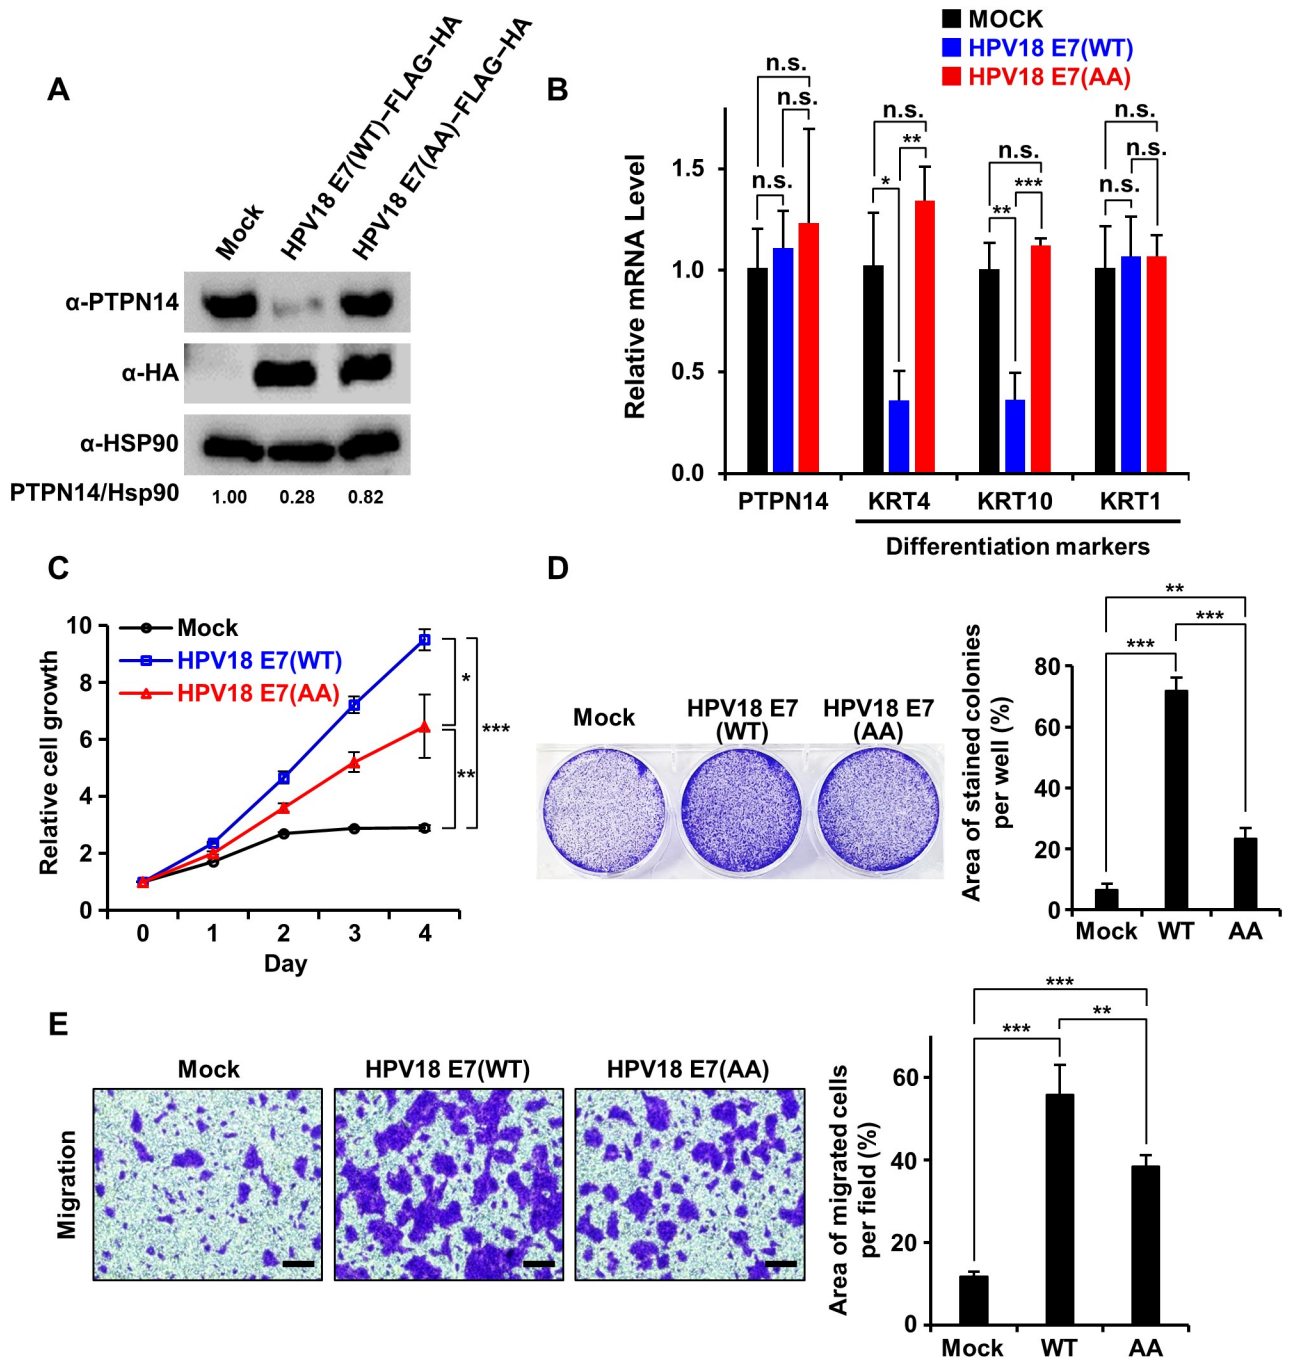 A
Mock
HPV18 E7(WT)-FLAG-HA
HPV18 E7(AA)-FLAG-HA
α-PTPN14
α-HA
α-HSP90
PTPN14/Hsp90 1.00 0.28 0.82
B
MOCK
HPV18 E7(WT)
HPV18 E7(AA)
Relative mRNA Level
1.5
1.0
0.5
0.0
n.s.
n.s.
n.s.
n.s.
**
*
n.s.
***
**
n.s.
n.s.
n.s.
PTPN14 KRT4 KRT10 KRT1
Differentiation markers
C
Mock
HPV18 E7(WT)
HPV18 E7(AA)
Relative cell growth
10
8
6
4
2
0
*
***
**
0 1 2 3 4
Day
D
Mock
HPV18 E7
(WT)
HPV18 E7
(AA)
Area of stained colonies
per well (%)
80
60
40
20
0
**
***
***
Mock WT AA
E
Mock HPV18 E7(WT) HPV18 E7(AA)
Migration
Area of migrated cells
per field (%)
60
40
20
0
***
**
***
Mock WT AA